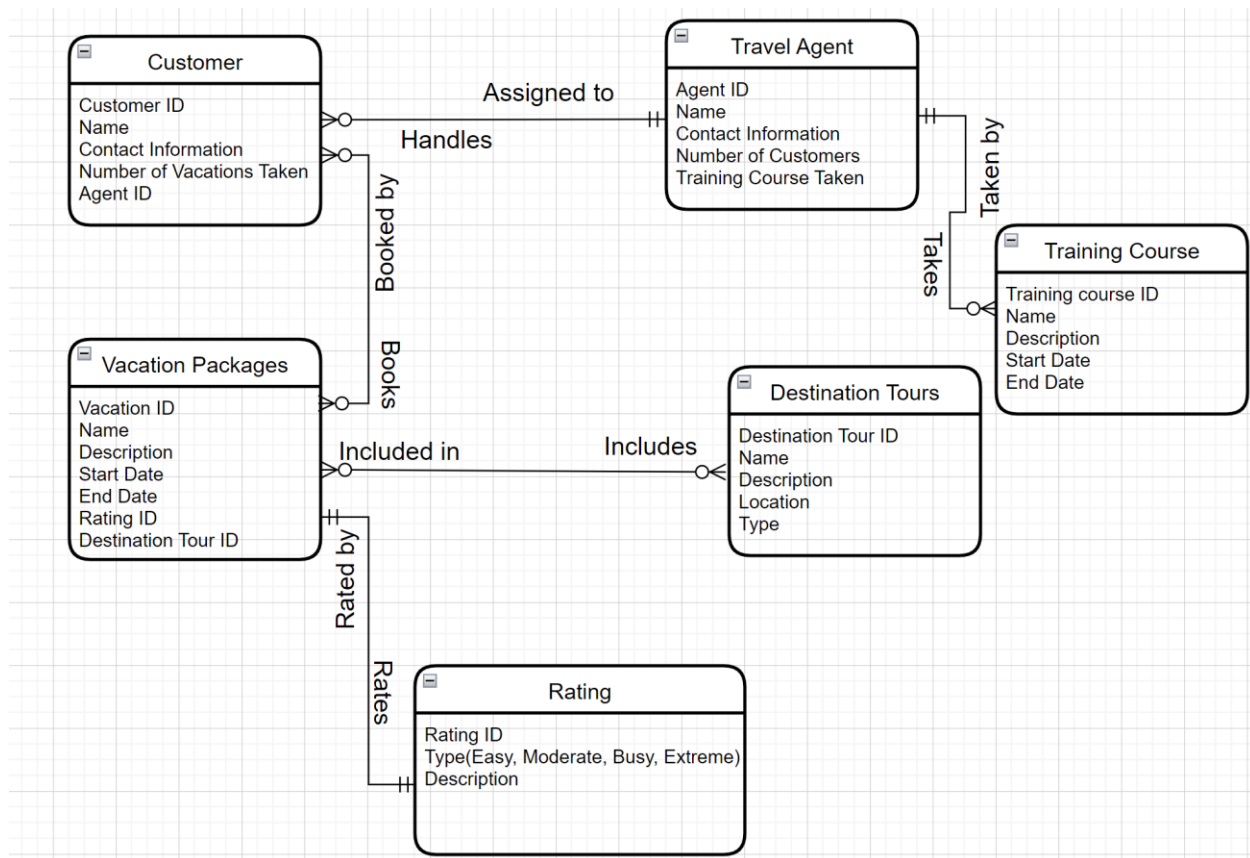 Customer
Customer ID
Name
Contact Information
Number of Vacations Taken
Agent ID
Assigned to
Handles
Travel Agent
Agent ID
Name
Contact Information
Number of Customers
Training Course Taken
Taken by
Takes
Training Course
Training course ID
Name
Description
Start Date
End Date
Booked by
Books
Vacation Packages
Vacation ID
Name
Description
Start Date
End Date
Rating ID
Destination Tour ID
Included in
Includes
Destination Tours
Destination Tour ID
Name
Description
Location
Type
Rated by
Rates
Rating
Rating ID
Type(Easy, Moderate, Busy, Extreme)
Description